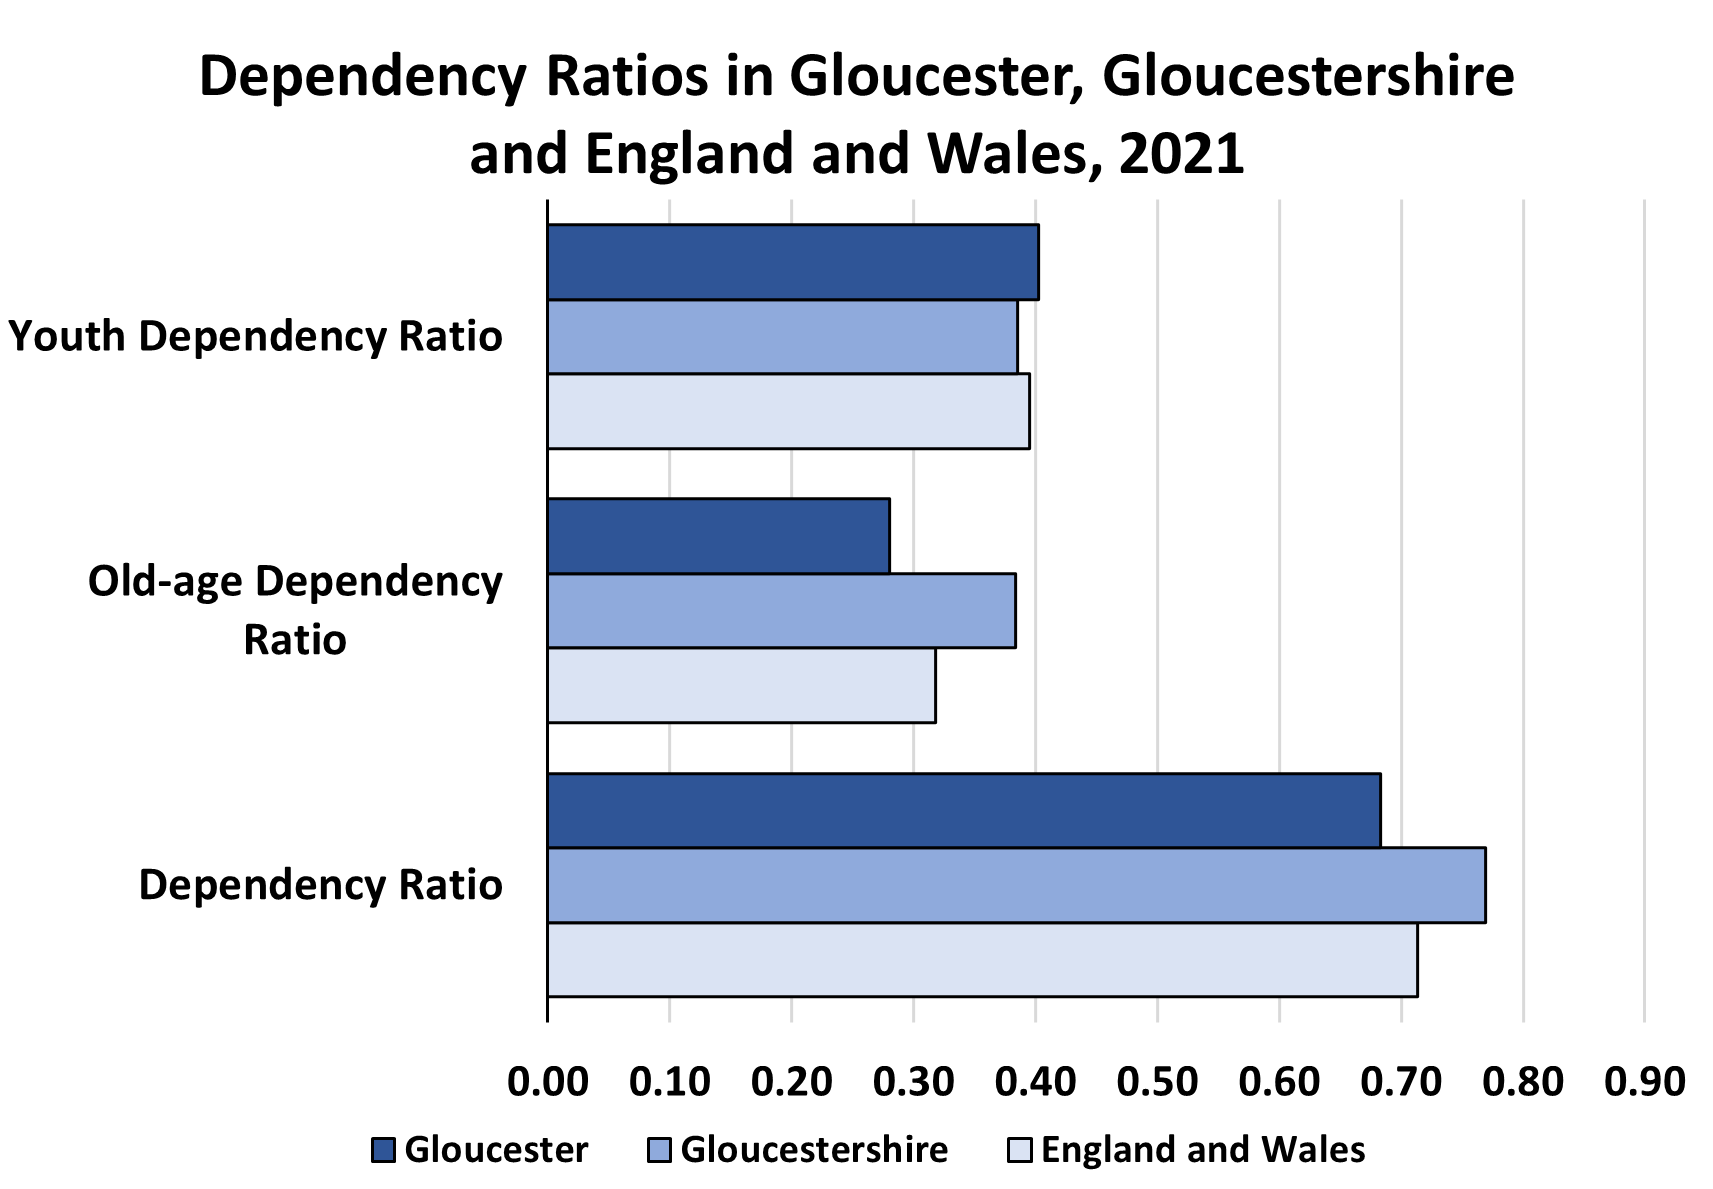 Dependency Ratios in Gloucester, Gloucestershire
and England and Wales, 2021
Youth Dependency Ratio
Old-age Dependency
Ratio
Dependency Ratio
0.00 0.10 0.20 0.30 0.40 0.50 0.60 0.70 0.80 0.90
Gloucester Gloucestershire England and Wales